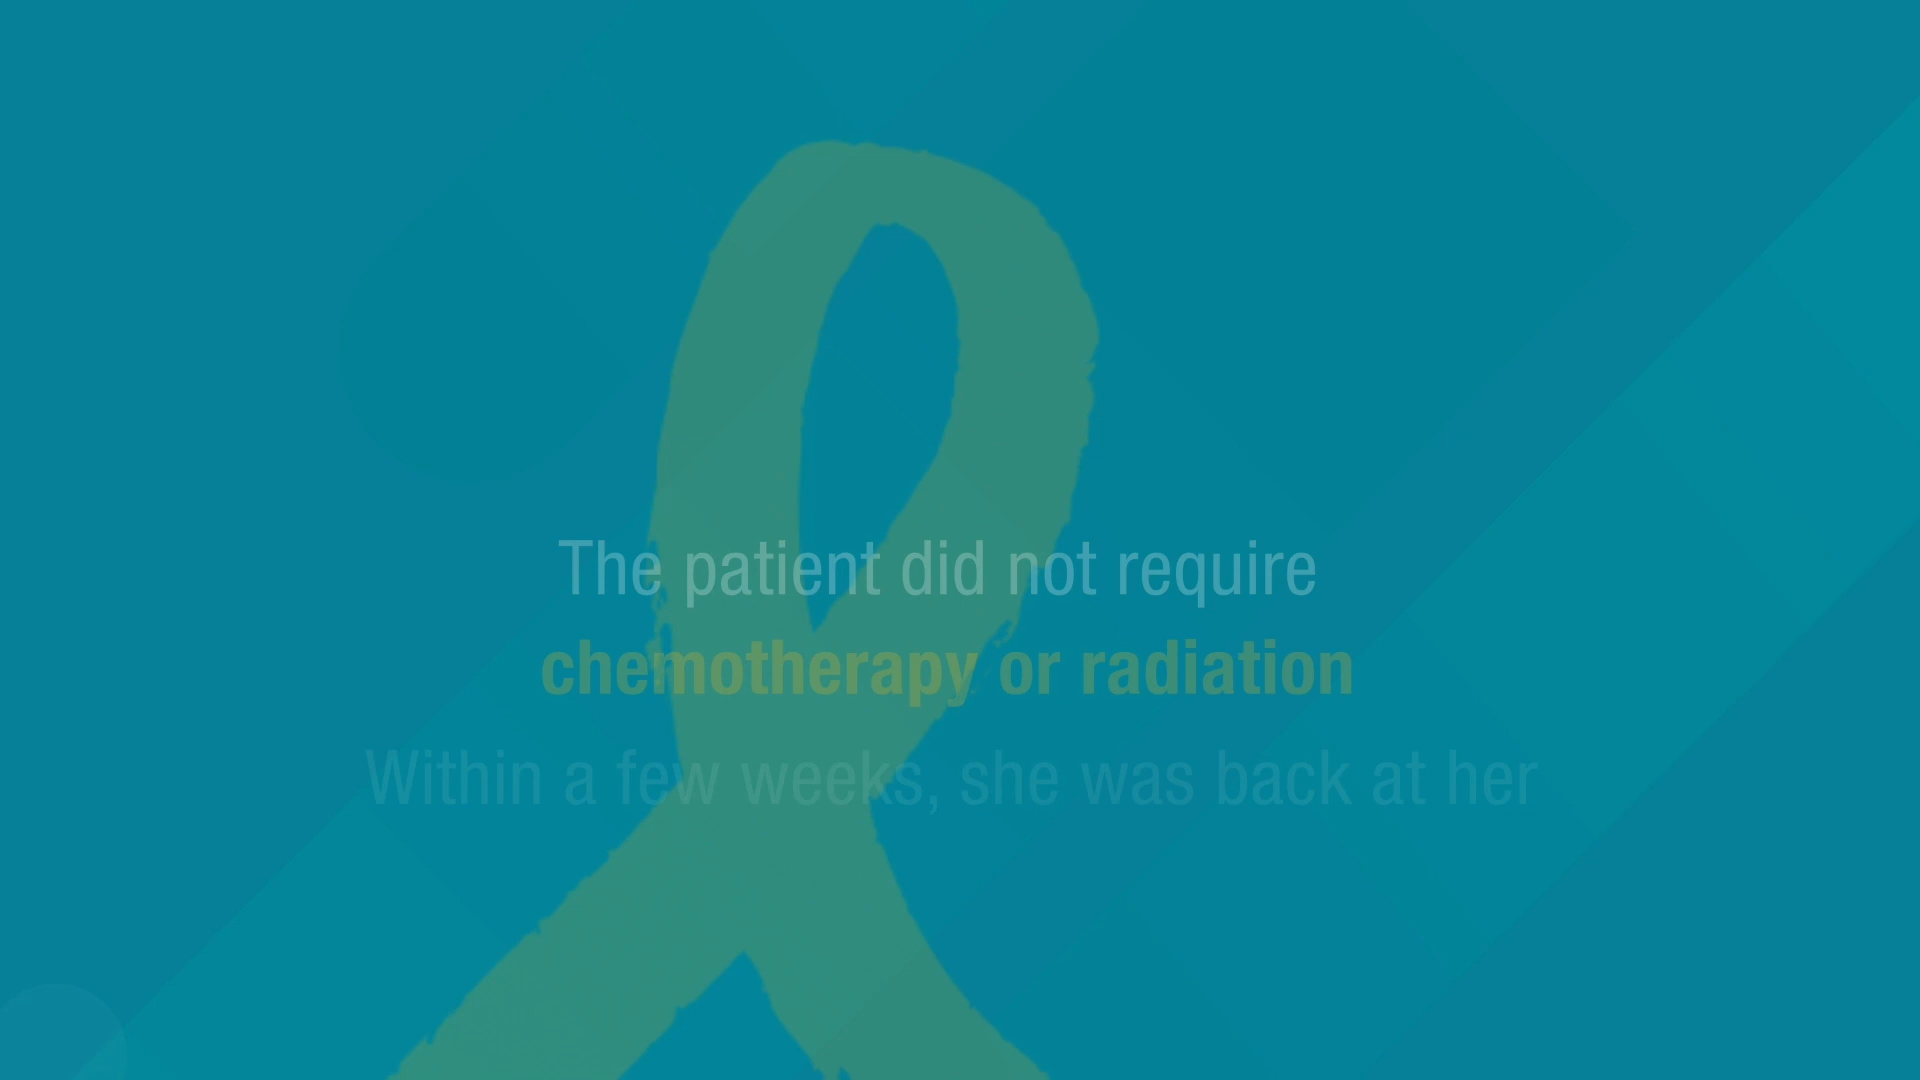 The patient did not require
chemotherapy or radiation
Within a few weeks, she was back at her